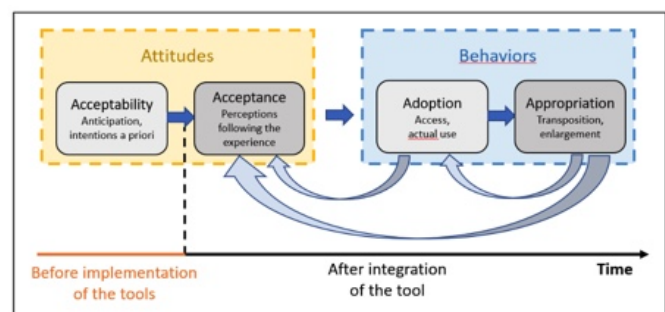 Attitudes
Behaviors
Acceptability
Anticipation,
intentions a priori
Acceptance
Perceptions
following the
experience
Adoption
Access,
actual use
Appropriation
Transposition,
enlargement
Before implementation
of the tools
After integration
of the tool
Time